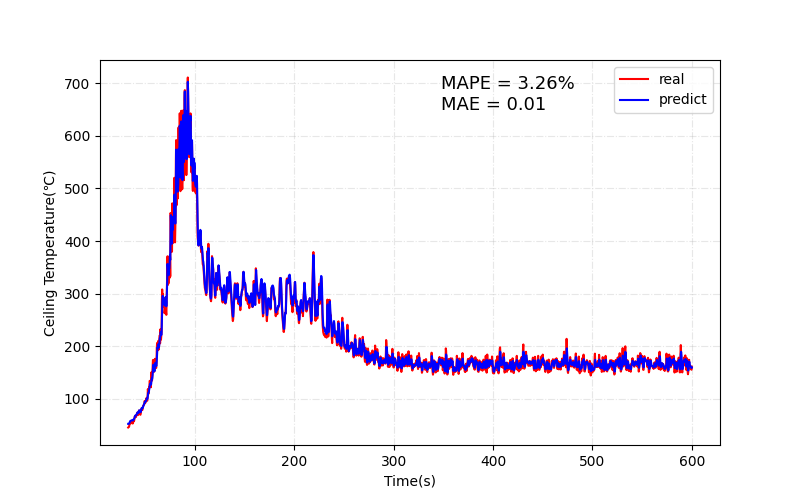 MAPE = 3.26%
MAE = 0.01
real
predict
Ceiling Temperature(℃)
700
600
500
400
300
200
100
100 200 300 400 500 600
Time(s)